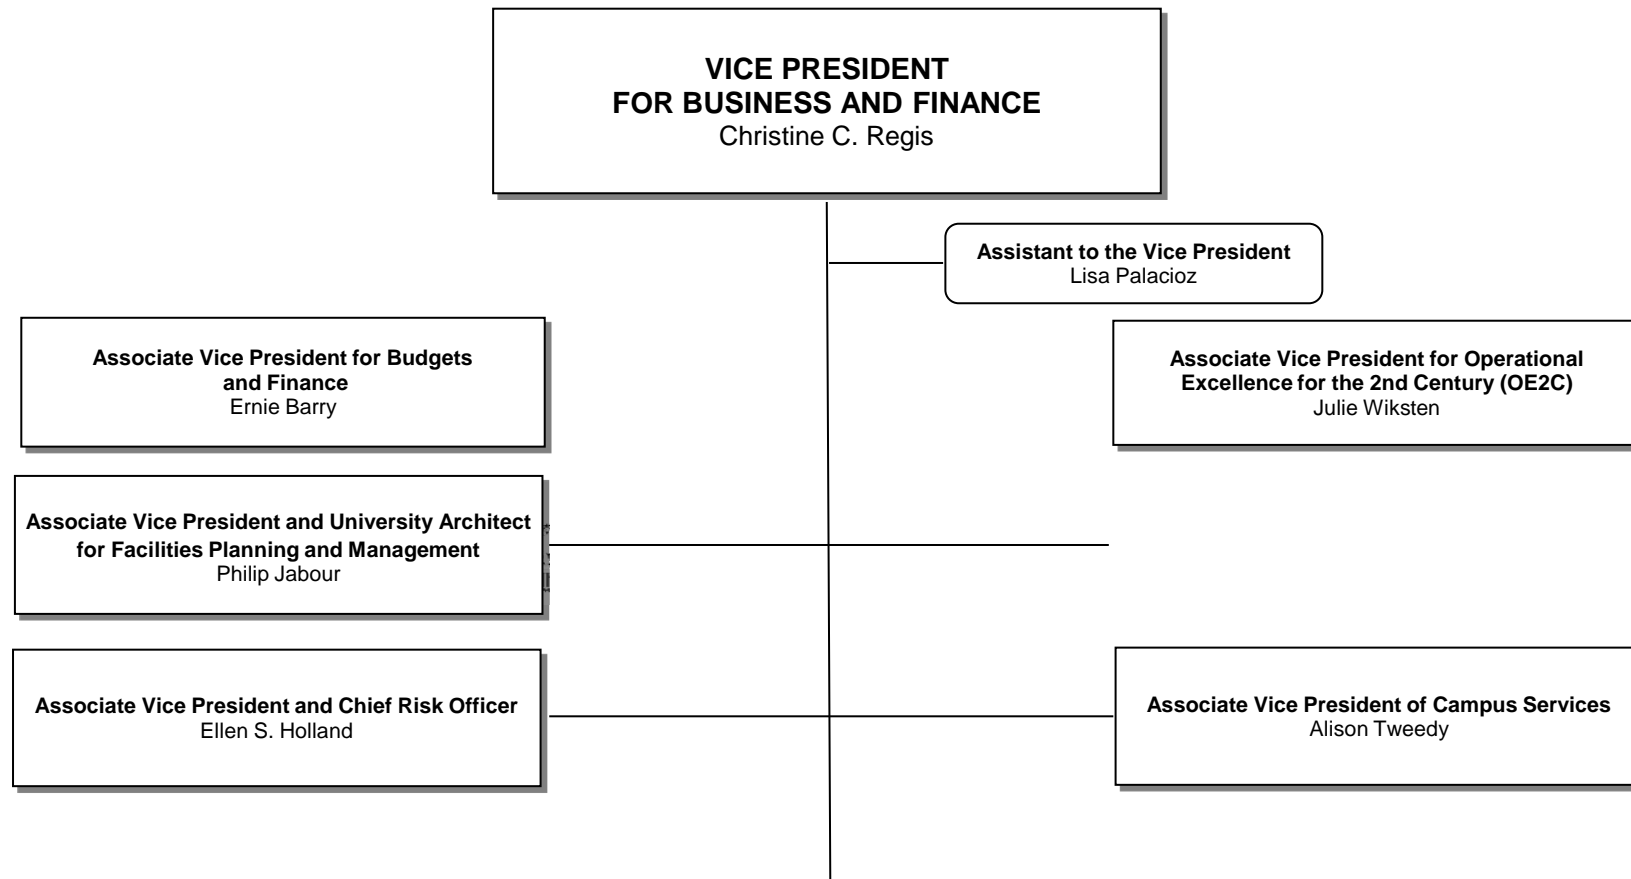 VICE PRESIDENT
FOR BUSINESS AND FINANCE
Christine C. Regis
Assistant to the Vice President
Lisa Palacioz
Associate Vice President for Budgets
and Finance
Ernie Barry
Associate Vice President for Operational
Excellence for the 2nd Century (OE2C)
Julie Wiksten
Associate Vice President and University Architect
for Facilities Planning and Management
Philip Jabour
Associate Vice President and Chief Risk Officer
Ellen S. Holland
Associate Vice President of Campus Services
Alison Tweedy